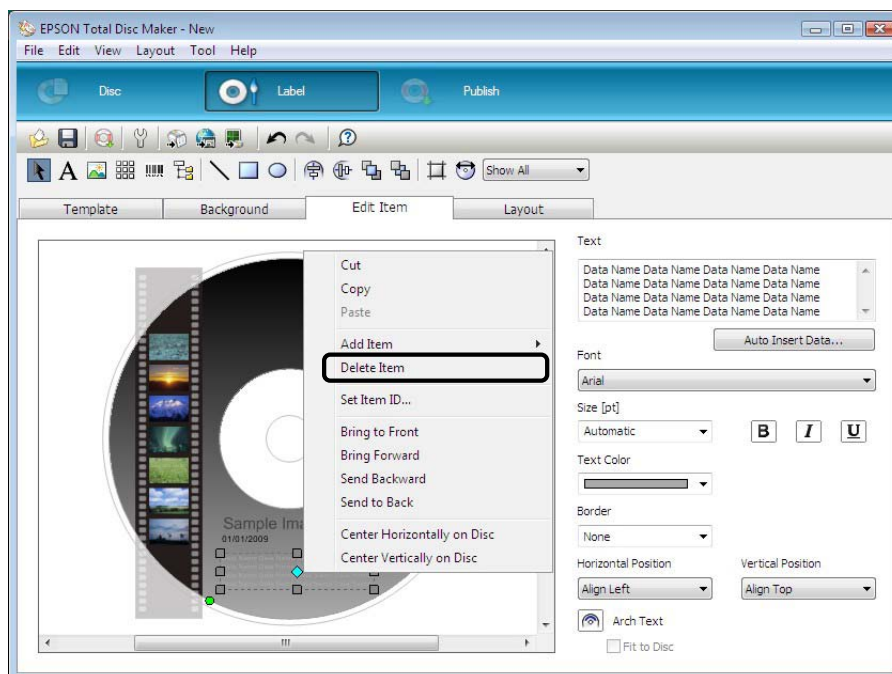 EPSON Total Disc Maker - New
File Edit View Layout Tool Help
Disc Label Publish
A Show All
Template Background Edit Item Layout
Cut
Copy
Paste
Add Item
Delete Item
Set Item ID...
Bring to Front
Bring Forward
Send Backward
Send to Back
Center Horizontally on Disc
Center Vertically on Disc
Sample Ima
01/01/2009
Text
Data Name Data Name Data Name Data Name
Data Name Data Name Data Name Data Name
Data Name Data Name Data Name Data Name
Data Name Data Name Data Name Data Name
Auto Insert Data...
Font
Arial
Size [pt]
Automatic B I U
Text Color
Border
None
Horizontal Position Vertical Position
Align Left Align Top
Arch Text
Fit to Disc